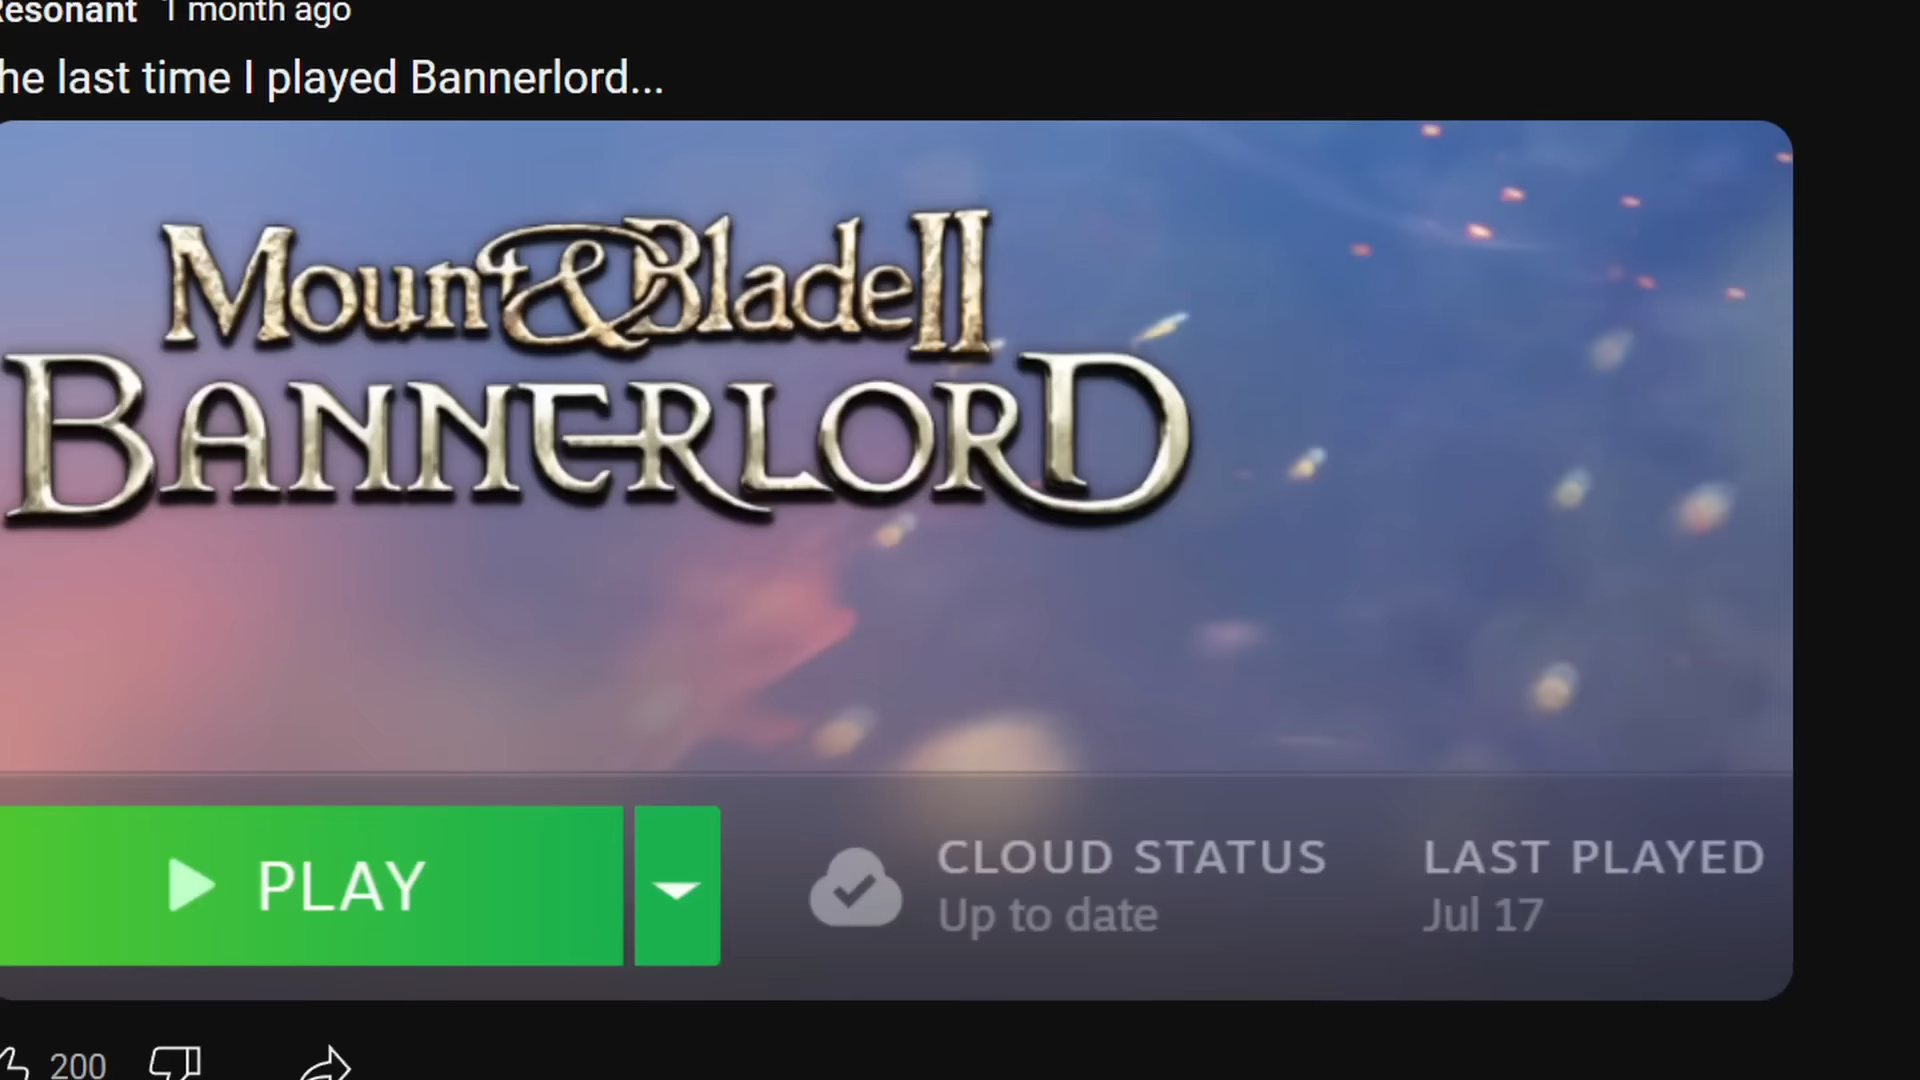 Resonant 1 month ago
he last time I played Bannerlord...
Mount & Blade II
BANNERLORD
PLAY
CLOUD STATUS
Up to date
LAST PLAYED
Jul 17
200